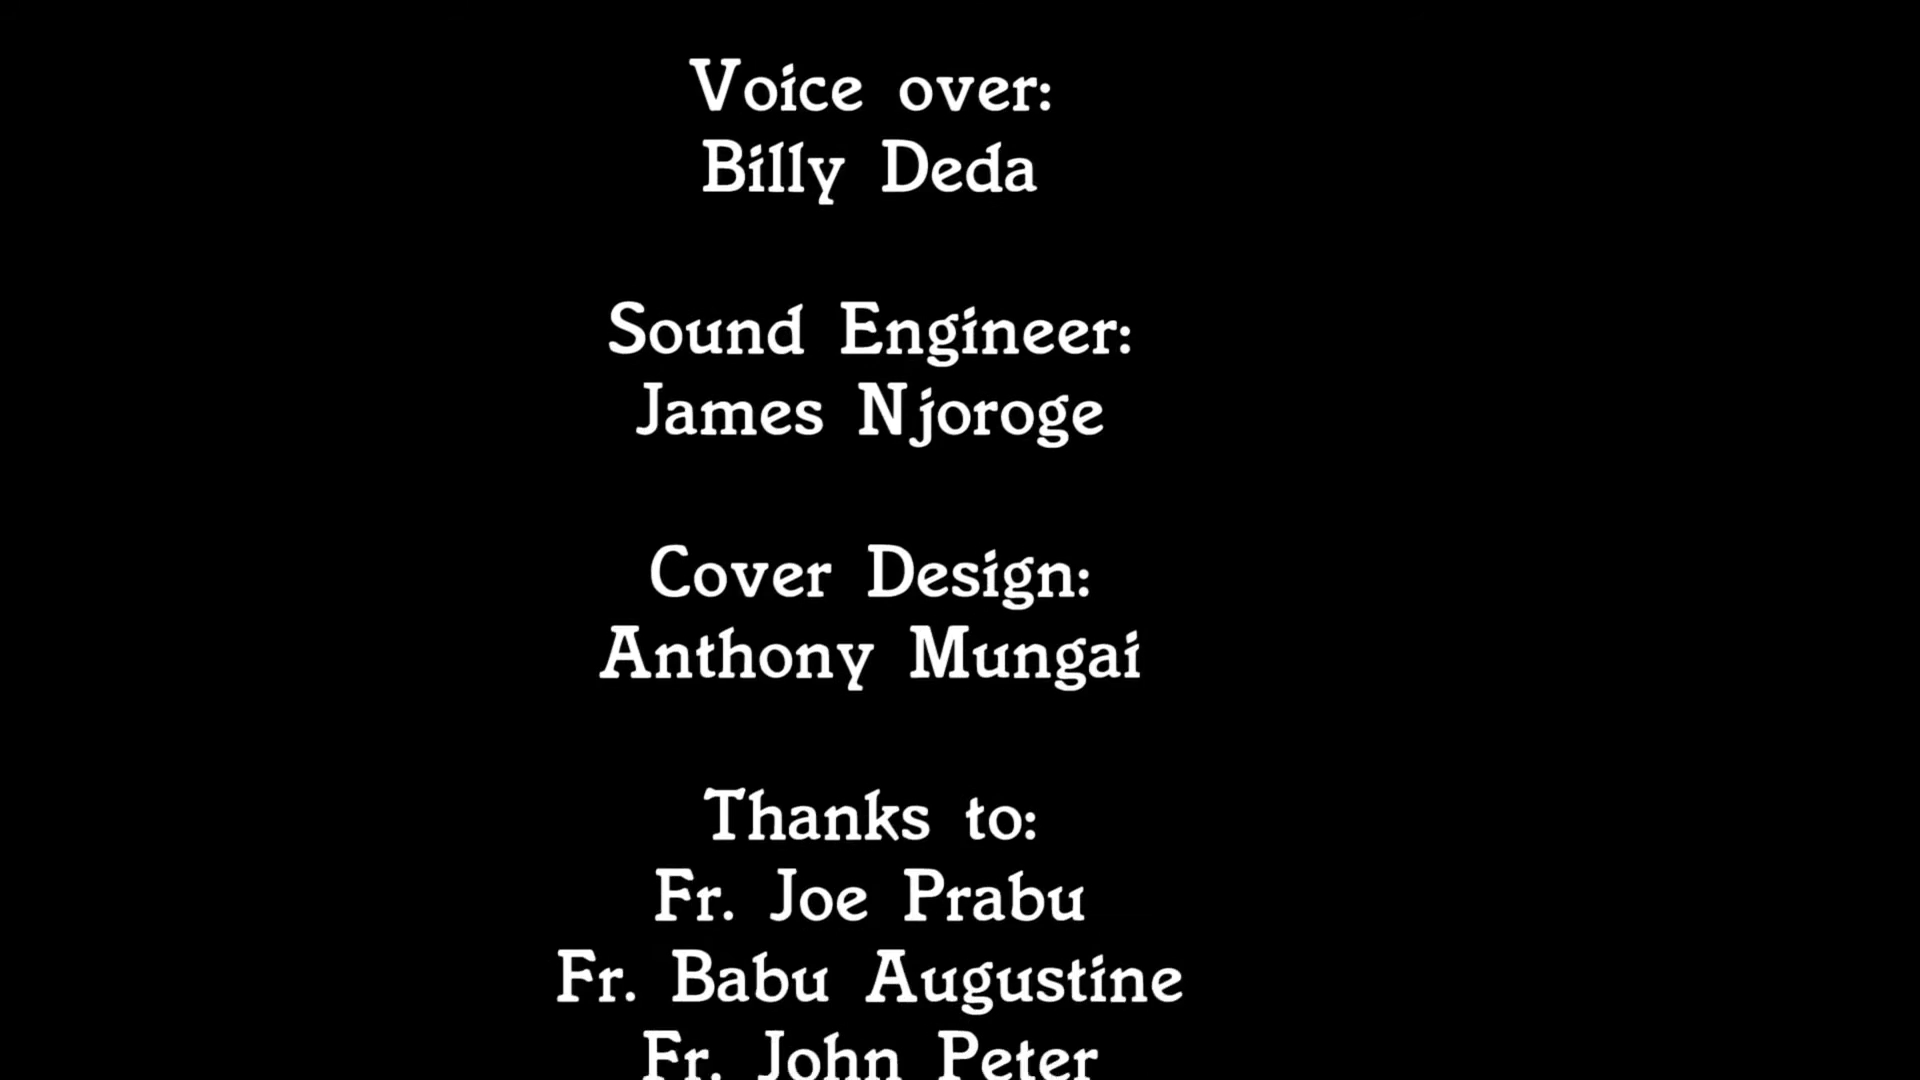 Voice over:
Billy Deda
Sound Engineer:
James Njoroge
Cover Design:
Anthony Mungai
Thanks to:
Fr. Joe Prabu
Fr. Babu Augustine
Fr. John Peter